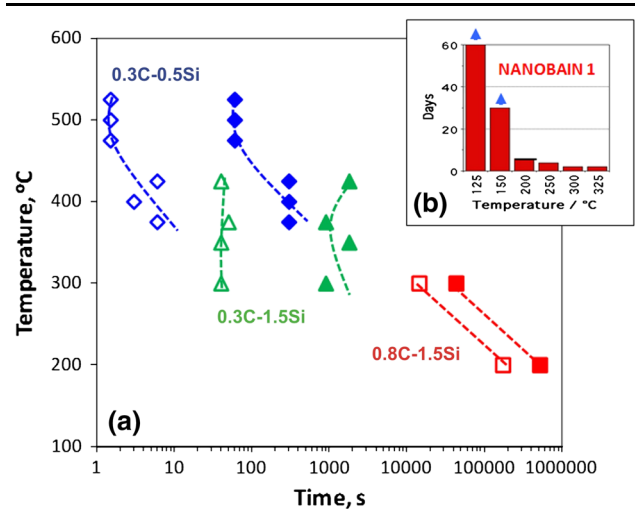 600
500
400
300
200
100
Temperature, ºC
0.3C-0.5Si
0.3C-1.5Si
0.8C-1.5Si
(a)
1
10
100
1000
10000
100000
1000000
Time, s
60
40
20
0
Days
NANOBAIN 1
125
150
200
250
300
325
Temperature / °C
(b)